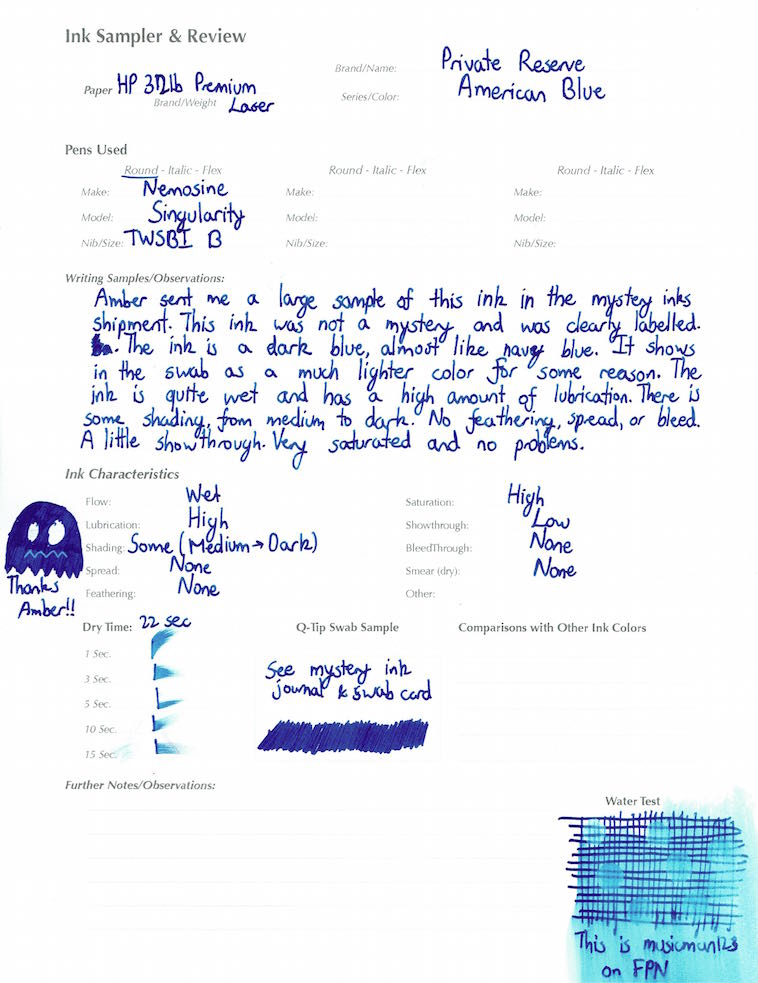 Ink Sampler & Review
Brand/Name: Private Reserve
Paper HP 32lb Premium
Brand/Weight Laser
Series/Color: American Blue
Pens Used
Round - Italic - Flex Round - Italic - Flex Round - Italic - Flex
Make: Nemosine Make: Make:
Model: Singularity Model: Model:
Nib/Size: TWSBI B Nib/Size: Nib/Size:
Writing Samples/Observations:
Amber sent me a large sample of this ink in the mystery inks
shipment. This ink was not a mystery and was clearly labelled.
. The ink is a dark blue, almost like navy blue. It shows
in the swab as a much lighter color for some reason. The
ink is quite wet and has a high amount of lubrication. There is
some shading, from medium to dark. No feathering, spread, or bleed.
A little showthrough. Very saturated and no problems.
Ink Characteristics
Flow: Wet Saturation: High
Lubrication: High Showthrough: Low
Shading: Some (Medium → Dark) BleedThrough: None
Spread: None Smear (dry): None
Feathering: None Other:
Thanks
Amber!!
Dry Time: 22 sec Q-Tip Swab Sample Comparisons with Other Ink Colors
1 Sec.
3 Sec.
5 Sec.
10 Sec.
15 Sec.
See mystery ink
journal & swab card
Further Notes/Observations:
Water Test
This is musicman123
on FPN